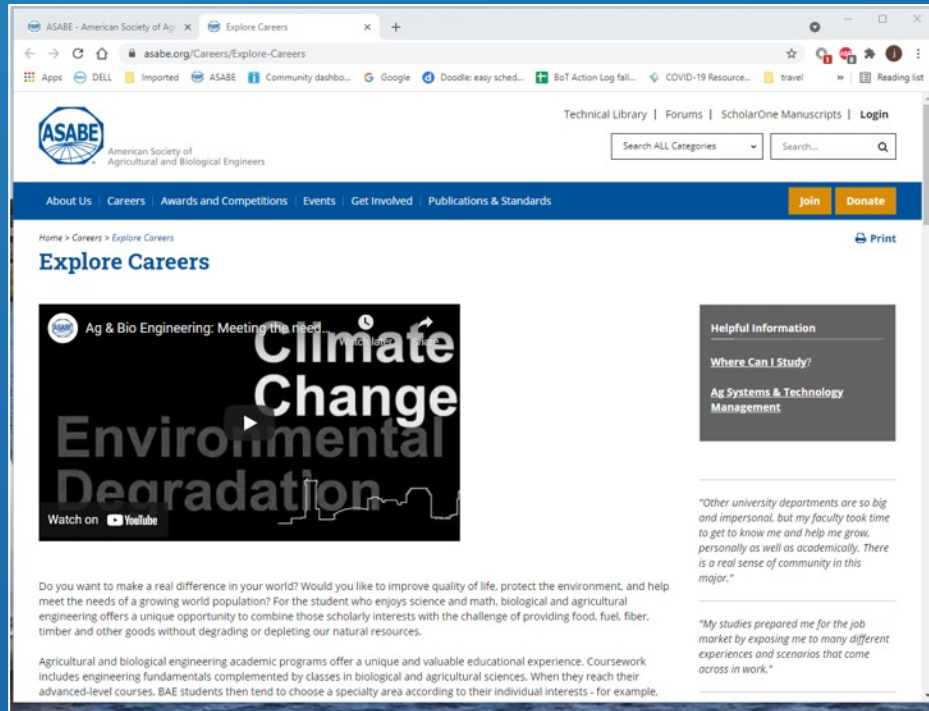 ASABE - American Society of Ag
Explore Careers
asabe.org/Careers/Explore-Careers
Apps DELL Imported ASABE Community dashbo... Google Doodle: easy sched... BoT Action Log fall... COVID-19 Resource... travel » Reading list
Technical Library | Forums | ScholarOne Manuscripts | Login
ASABE
American Society of
Agricultural and Biological Engineers
Search ALL Categories
Search...
About Us | Careers | Awards and Competitions | Events | Get Involved | Publications & Standards
Join
Donate
Home > Careers > Explore Careers
Print
Explore Careers
ASABE
Ag & Bio Engineering: Meeting the need...
Watch later
Share
Climate
Change
Environmental
Degradation
Watch on YouTube
Helpful Information
Where Can I Study?
Ag Systems & Technology
Management
"Other university departments are so big
and impersonal, but my faculty took time
to get to know me and help me grow,
personally as well as academically. There
is a real sense of community in this
major."
"My studies prepared me for the job
market by exposing me to many different
experiences and scenarios that come
across in work."
Do you want to make a real difference in your world? Would you like to improve quality of life, protect the environment, and help
meet the needs of a growing world population? For the student who enjoys science and math, biological and agricultural
engineering offers a unique opportunity to combine those scholarly interests with the challenge of providing food, fuel, fiber,
timber and other goods without degrading or depleting our natural resources.
Agricultural and biological engineering academic programs offer a unique and valuable educational experience. Coursework
includes engineering fundamentals complemented by classes in biological and agricultural sciences. When they reach their
advanced-level courses, BAE students then tend to choose a specialty area according to their individual interests - for example,